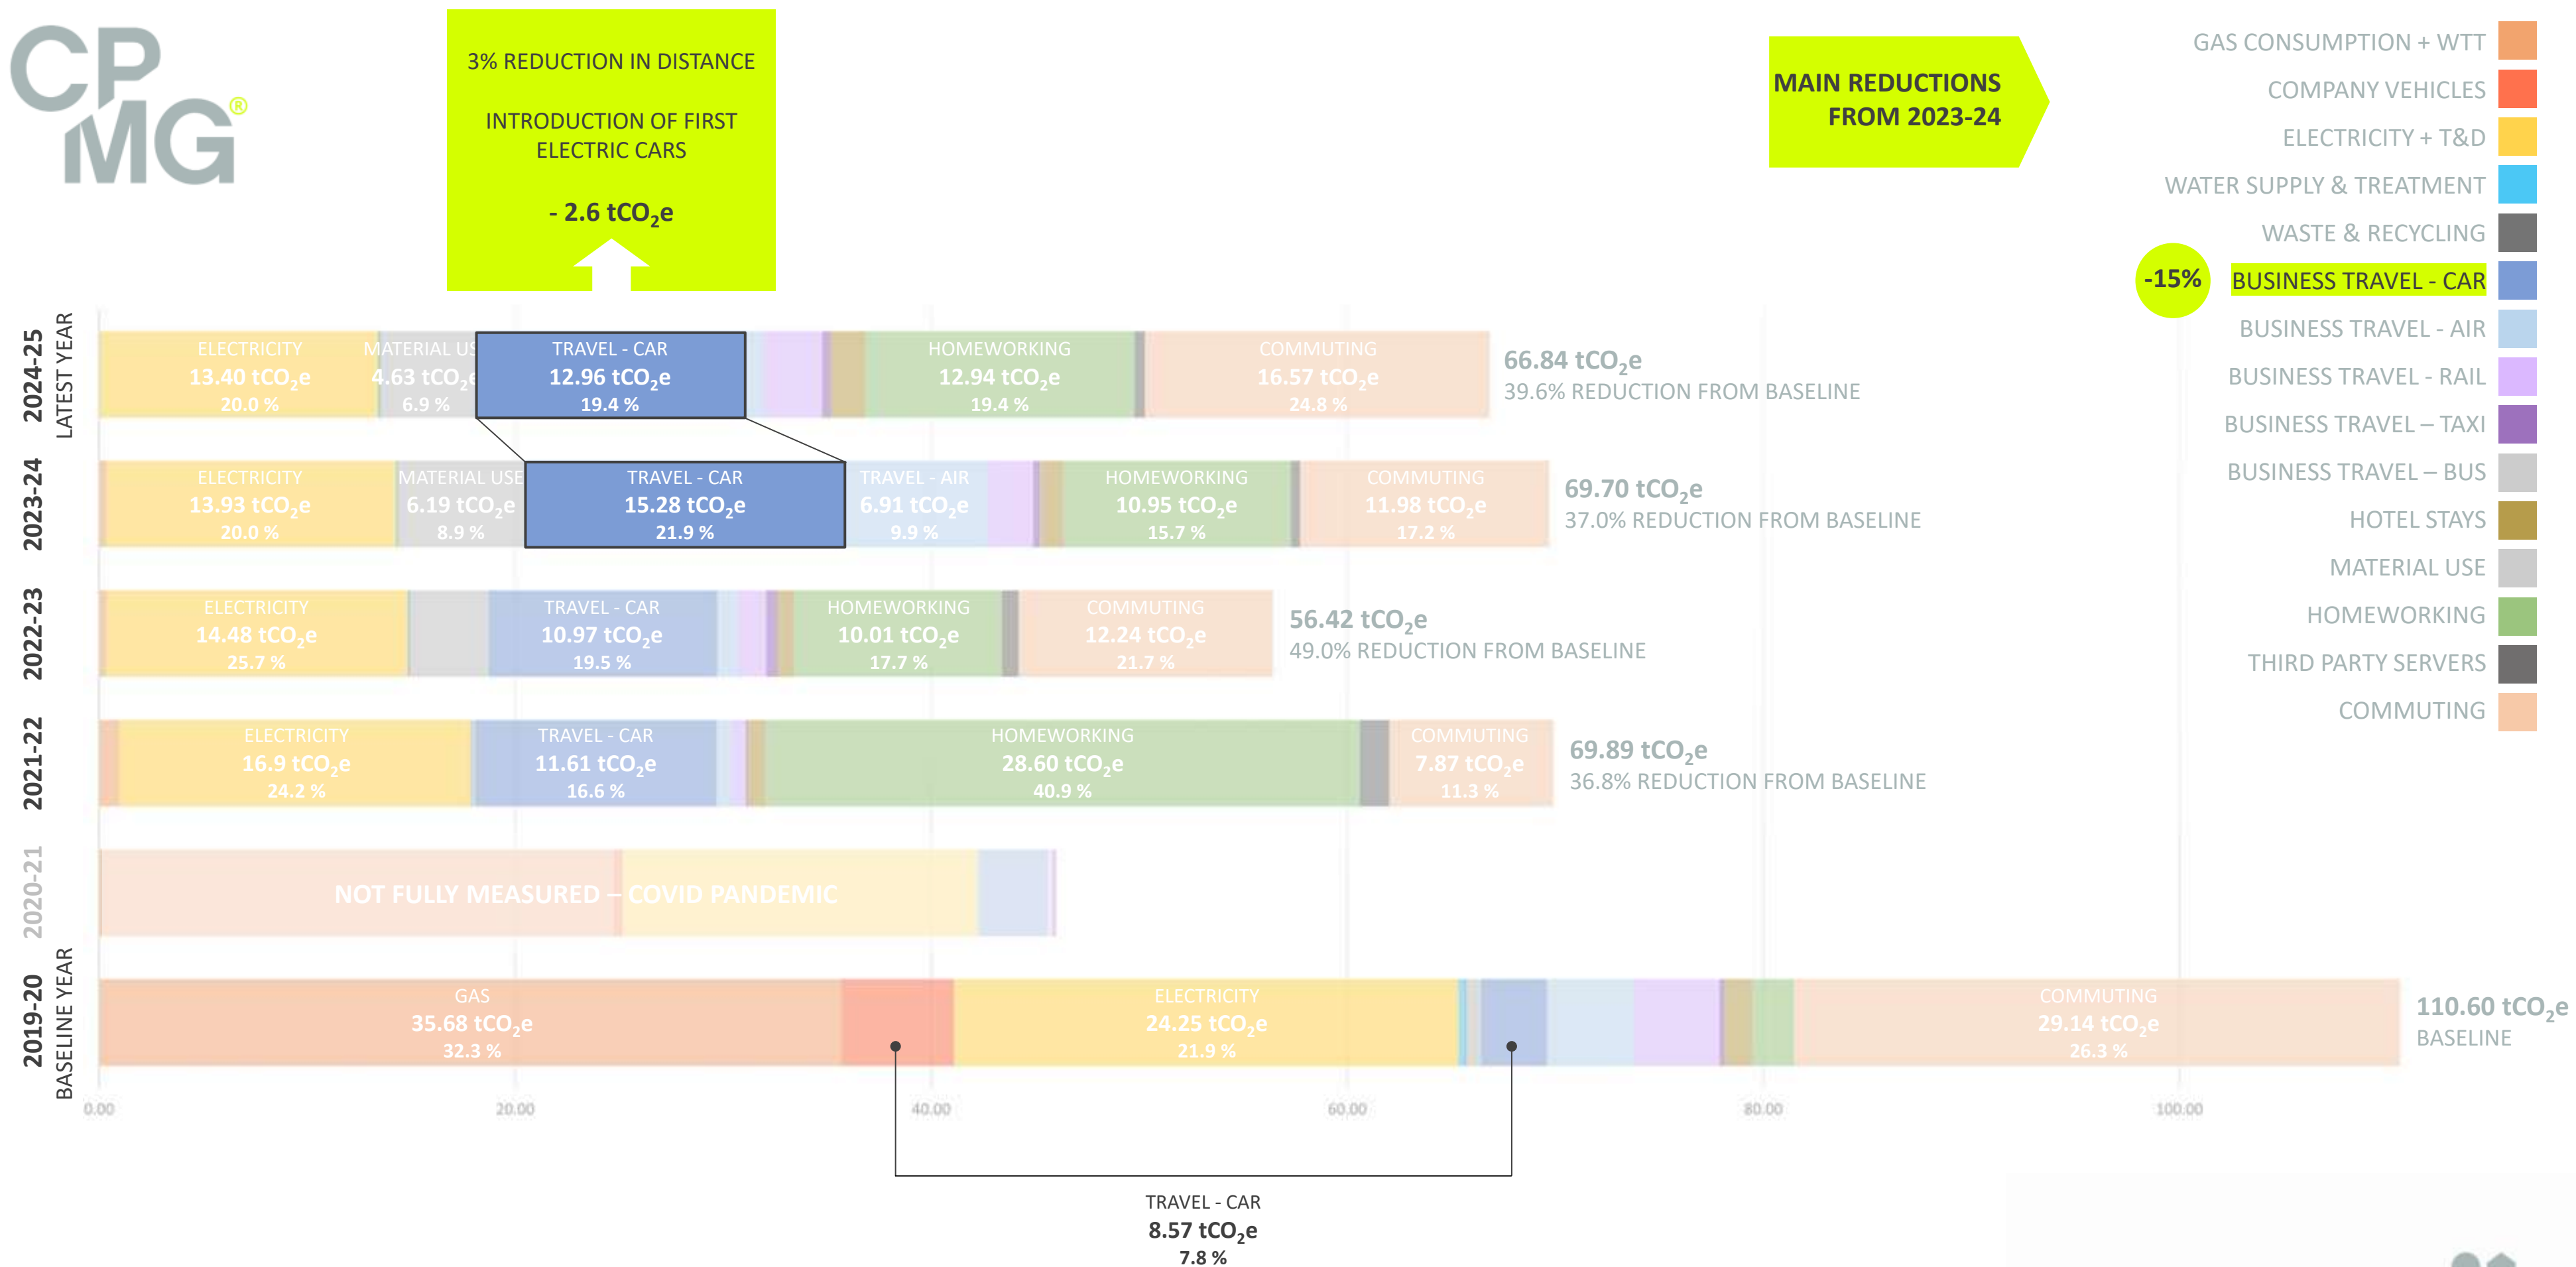 CP
MG®
3% REDUCTION IN DISTANCE
INTRODUCTION OF FIRST
ELECTRIC CARS
- 2.6 tCO₂e
MAIN REDUCTIONS
FROM 2023-24
GAS CONSUMPTION + WTT
COMPANY VEHICLES
ELECTRICITY + T&D
WATER SUPPLY & TREATMENT
WASTE & RECYCLING
-15%
BUSINESS TRAVEL - CAR
BUSINESS TRAVEL - AIR
BUSINESS TRAVEL - RAIL
BUSINESS TRAVEL – TAXI
BUSINESS TRAVEL – BUS
HOTEL STAYS
MATERIAL USE
HOMEWORKING
THIRD PARTY SERVERS
COMMUTING
2024-25
LATEST YEAR
ELECTRICITY
13.40 tCO₂e
20.0 %
MATERIAL US
4.63 tCO₂e
6.9 %
TRAVEL - CAR
12.96 tCO₂e
19.4 %
HOMEWORKING
12.94 tCO₂e
19.4 %
COMMUTING
16.57 tCO₂e
24.8 %
66.84 tCO₂e
39.6% REDUCTION FROM BASELINE
2023-24
ELECTRICITY
13.93 tCO₂e
20.0 %
MATERIAL USE
6.19 tCO₂e
8.9 %
TRAVEL - CAR
15.28 tCO₂e
21.9 %
TRAVEL - AIR
6.91 tCO₂e
9.9 %
HOMEWORKING
10.95 tCO₂e
15.7 %
COMMUTING
11.98 tCO₂e
17.2 %
69.70 tCO₂e
37.0% REDUCTION FROM BASELINE
2022-23
ELECTRICITY
14.48 tCO₂e
25.7 %
TRAVEL - CAR
10.97 tCO₂e
19.5 %
HOMEWORKING
10.01 tCO₂e
17.7 %
COMMUTING
12.24 tCO₂e
21.7 %
56.42 tCO₂e
49.0% REDUCTION FROM BASELINE
2021-22
ELECTRICITY
16.9 tCO₂e
24.2 %
TRAVEL - CAR
11.61 tCO₂e
16.6 %
HOMEWORKING
28.60 tCO₂e
40.9 %
COMMUTING
7.87 tCO₂e
11.3 %
69.89 tCO₂e
36.8% REDUCTION FROM BASELINE
2020-21
NOT FULLY MEASURED – COVID PANDEMIC
2019-20
BASELINE YEAR
GAS
35.68 tCO₂e
32.3 %
ELECTRICITY
24.25 tCO₂e
21.9 %
COMMUTING
29.14 tCO₂e
26.3 %
110.60 tCO₂e
BASELINE
0.00 20.00 40.00 60.00 80.00 100.00
TRAVEL - CAR
8.57 tCO₂e
7.8 %